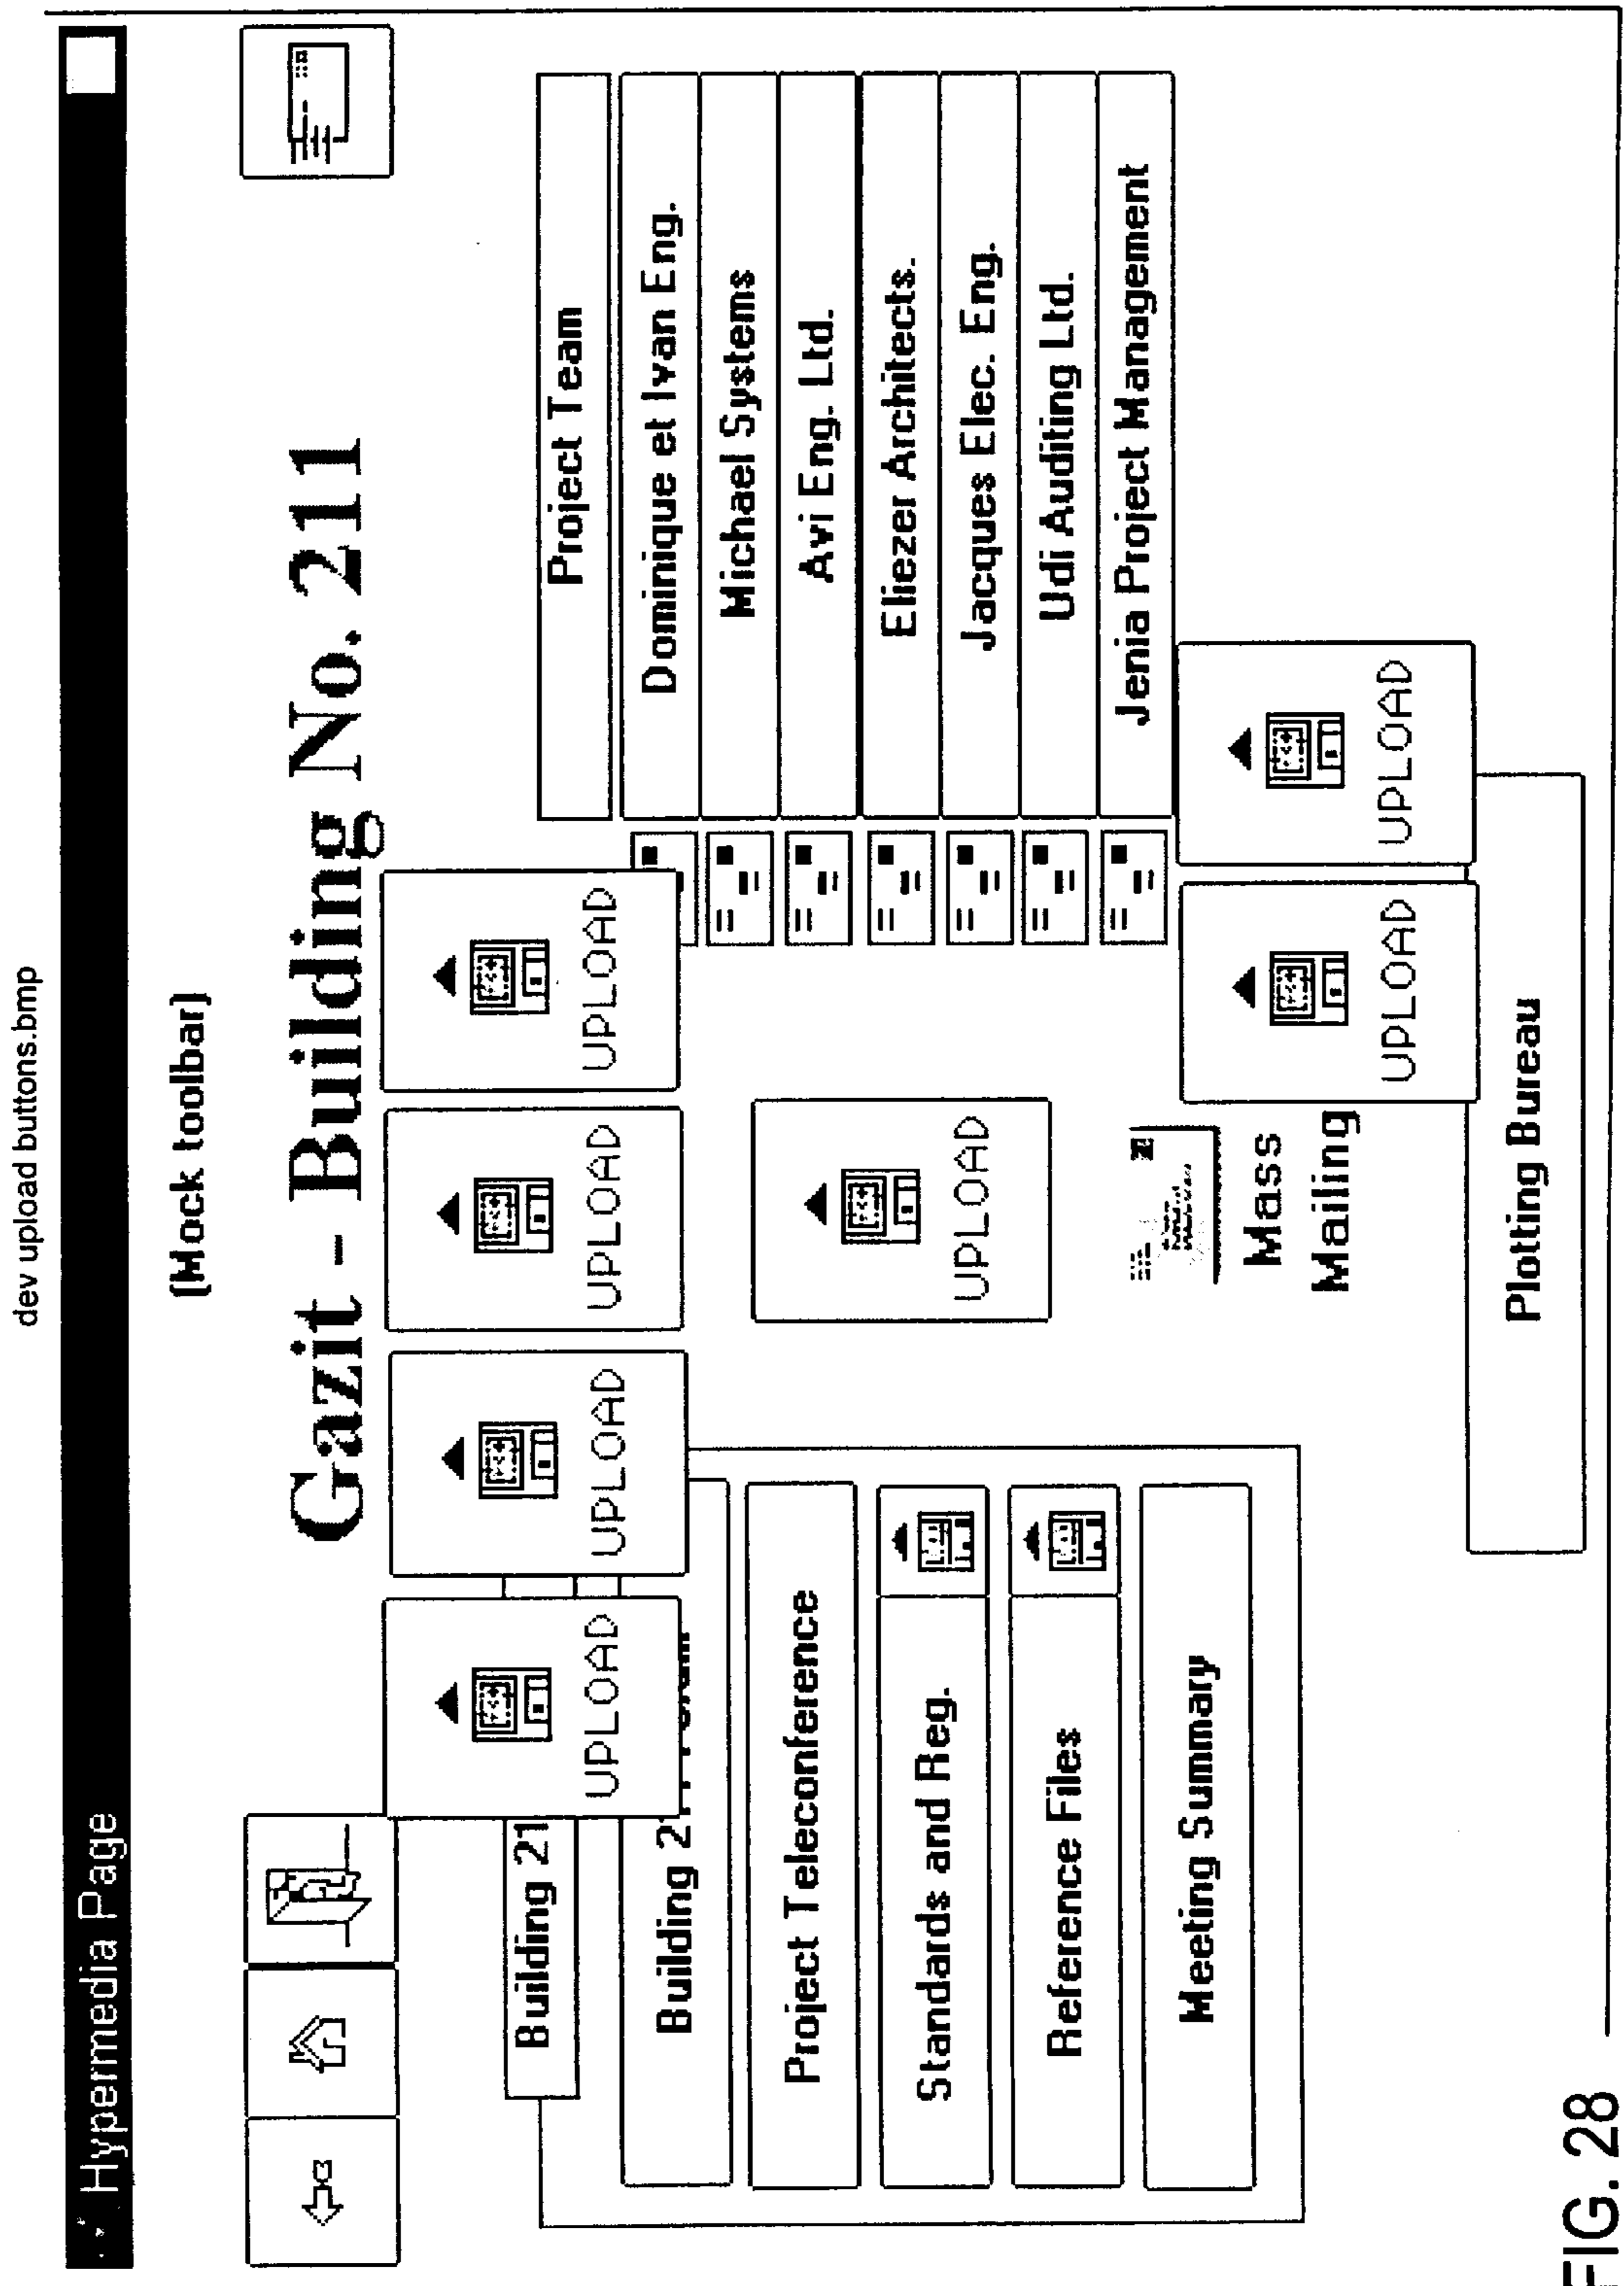 dev upload buttons.bmp
Hypermedia Page
(Mock toolbar)
Gazit - Building No. 211
UPLOAD
UPLOAD
UPLOAD
UPLOAD
Building 21
Building 2
Project Teleconference
Standards and Reg.
Reference Files
Meeting Summary
UPLOAD
Mass
Mailing
Project Team
Dominique et Ivan Eng.
Michael Systems
Avi Eng. Ltd.
Eliezer Architects.
Jacques Elec. Eng.
Udi Auditing Ltd.
Jenia Project Management
UPLOAD
UPLOAD
Plotting Bureau
FIG. 28